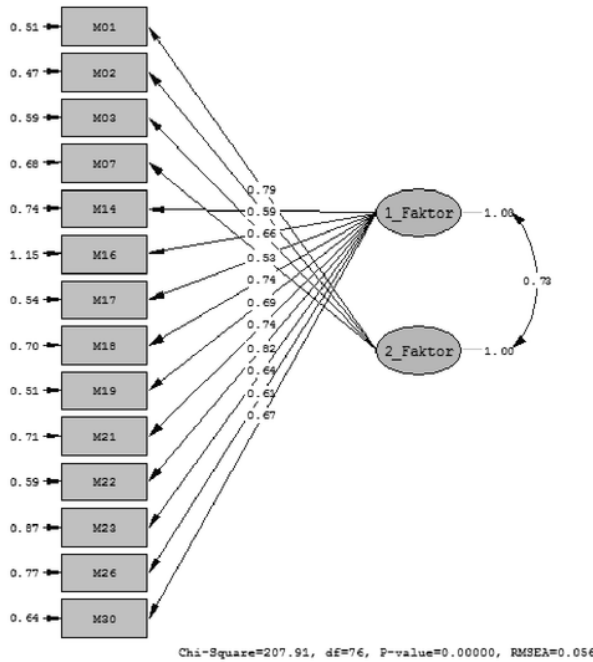 0.51 M01
0.47 M02
0.59 M03
0.68 M07
0.74 M14
1.15 M16
0.54 M17
0.70 M18
0.51 M19
0.71 M21
0.59 M22
0.87 M23
0.77 M26
0.64 M30
0.79
0.59
0.66
0.53
0.74
0.69
0.74
0.82
0.64
0.61
0.67
1_Faktor 1.00
0.73
2_Faktor 1.00
Chi-Square=207.91, df=76, P-value=0.00000, RMSEA=0.056